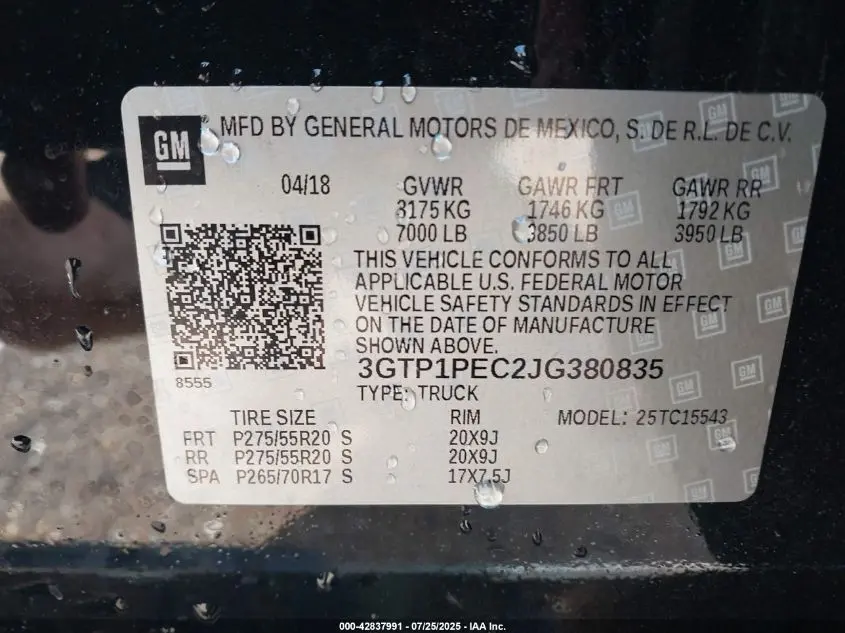 GM
MFD BY GENERAL MOTORS DE MEXICO, S. DE R.L. DE C.V.
04/18 GVWR GAWR FRT GAWR RR
3175 KG 1746 KG 1792 KG
7000 LB 3850 LB 3950 LB
THIS VEHICLE CONFORMS TO ALL
APPLICABLE U.S. FEDERAL MOTOR
VEHICLE SAFETY STANDARDS IN EFFECT
ON THE DATE OF MANUFACTURE
SHOWN ABOVE.
3GTP1PEC2JG380835
8555
TYPE: TRUCK
TIRE SIZE RIM MODEL: 25TC15543
FRT P275/55R20 S 20X9J
RR P275/55R20 S 20X9J
SPA P265/70R17 S 17X7.5J
000-42837991 - 07/25/2025 - IAA Inc.